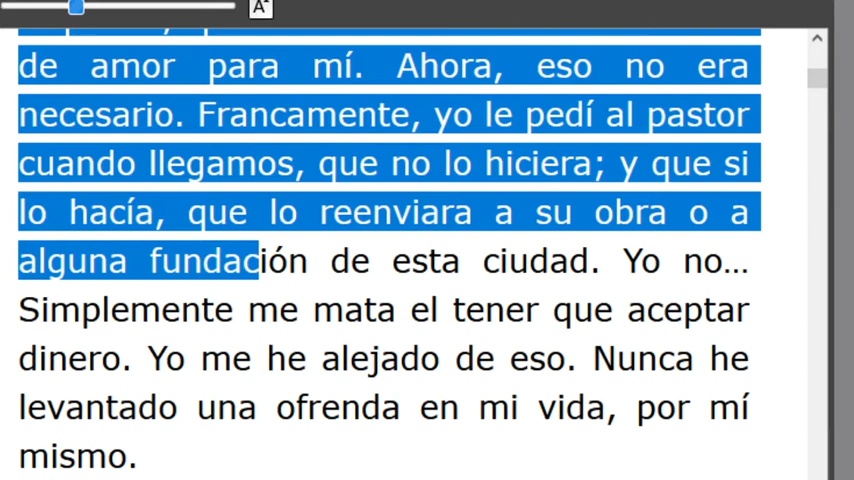 A
de amor para mí. Ahora, eso no era
necesario. Francamente, yo le pedí al pastor
cuando llegamos, que no lo hiciera; y que si
lo hacía, que lo reenviara a su obra o a
alguna fundación de esta ciudad. Yo no...
Simplemente me mata el tener que aceptar
dinero. Yo me he alejado de eso. Nunca he
levantado una ofrenda en mi vida, por mí
mismo.